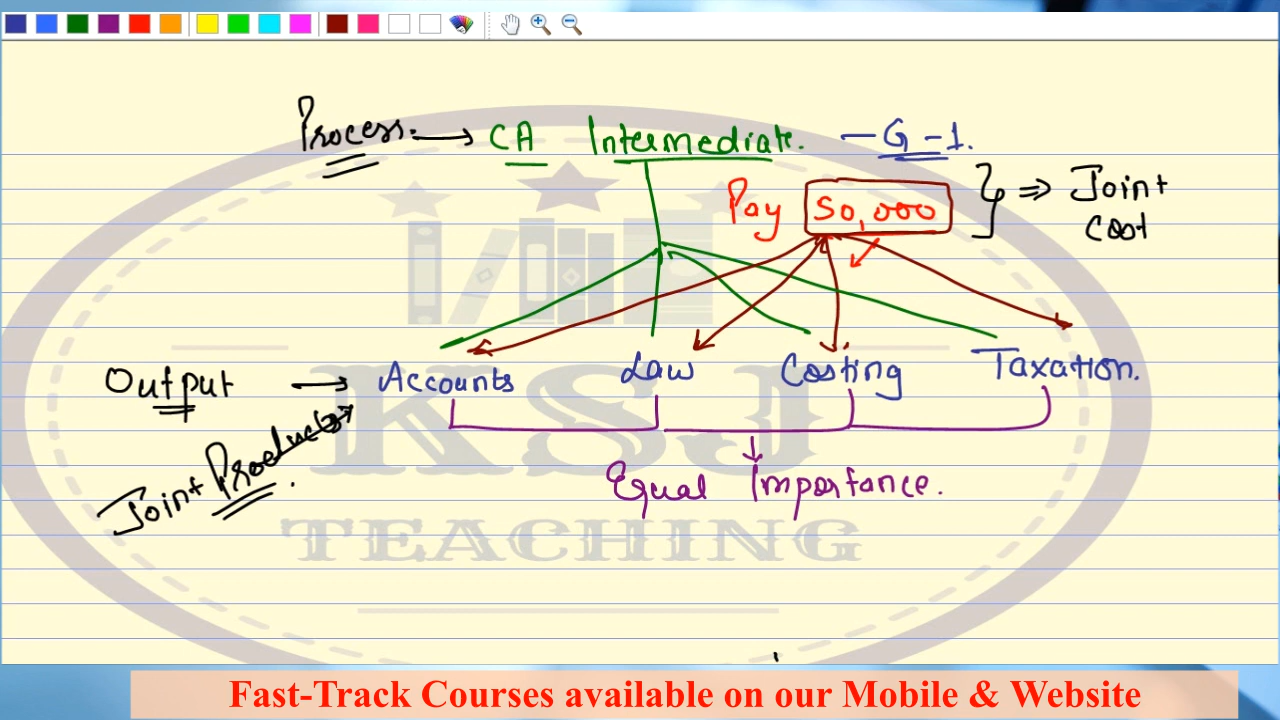 Process. → CA Intermediate. — G-1.
Pay 50,000 } ⇒ Joint
Cost
Output → Accounts Law Costing Taxation.
Joint Products →
Equal Importance.
KSJ
TEACHING
Fast-Track Courses available on our Mobile & Website